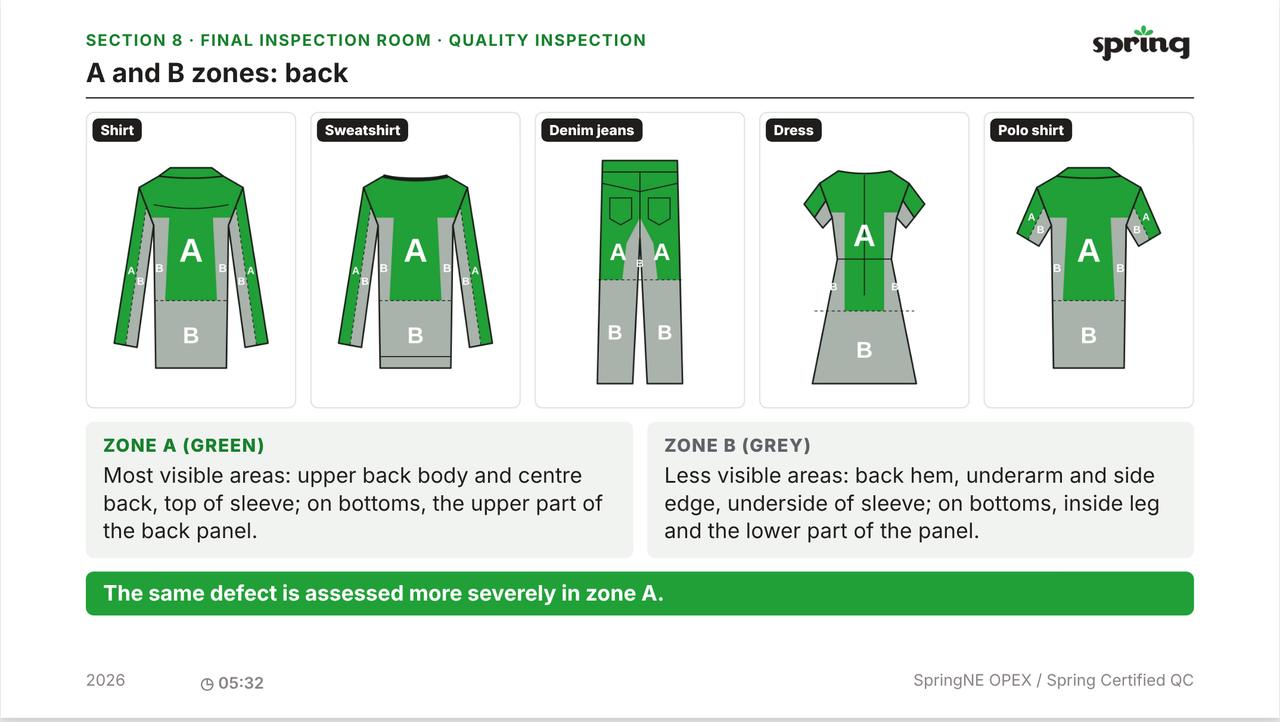 SECTION 8 · FINAL INSPECTION ROOM · QUALITY INSPECTION
spring
A and B zones: back
Shirt
Sweatshirt
Denim jeans
Dress
Polo shirt
A
A B B A
B B
B
A
A B B A
B B
B
A A
B
B B
A
B B
B
A A
B B
A
B B
B
ZONE A (GREEN)
Most visible areas: upper back body and centre
back, top of sleeve; on bottoms, the upper part of
the back panel.
ZONE B (GREY)
Less visible areas: back hem, underarm and side
edge, underside of sleeve; on bottoms, inside leg
and the lower part of the panel.
The same defect is assessed more severely in zone A.
2026
05:32
SpringNE OPEX / Spring Certified QC